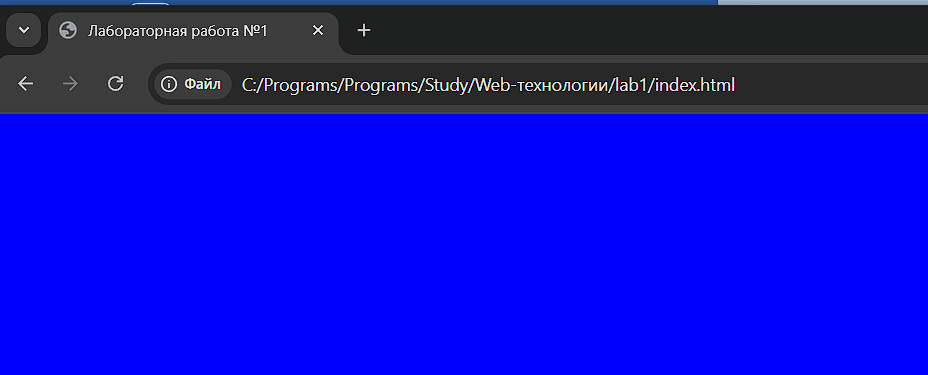 Лабораторная работа №1
Файл C:/Programs/Programs/Study/Web-технологии/lab1/index.html